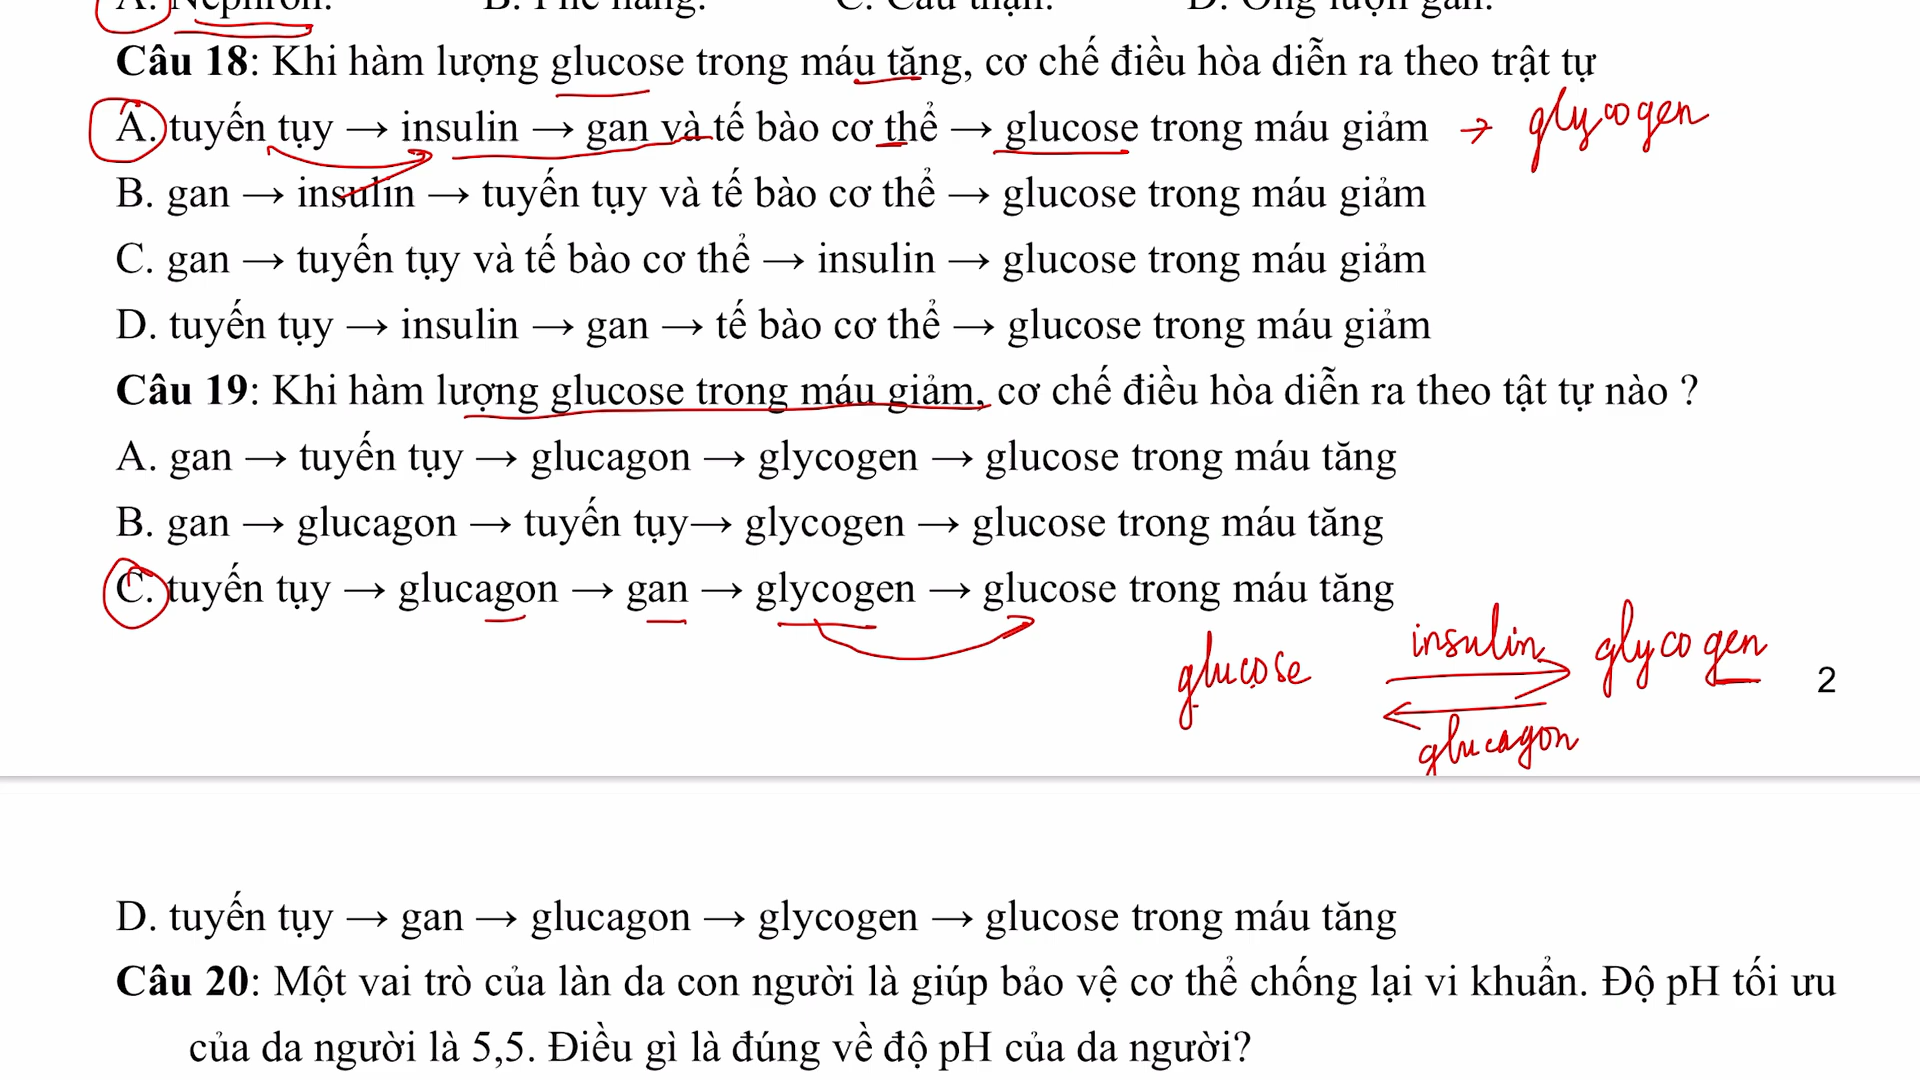 A. Nephron. B. Phế nang. C. Cầu thận. D. Ống lượn gần.
Câu 18: Khi hàm lượng glucose trong máu tăng, cơ chế điều hòa diễn ra theo trật tự
A. tuyến tụy → insulin → gan và tế bào cơ thể → glucose trong máu giảm → glycogen
B. gan → insulin → tuyến tụy và tế bào cơ thể → glucose trong máu giảm
C. gan → tuyến tụy và tế bào cơ thể → insulin → glucose trong máu giảm
D. tuyến tụy → insulin → gan → tế bào cơ thể → glucose trong máu giảm
Câu 19: Khi hàm lượng glucose trong máu giảm, cơ chế điều hòa diễn ra theo tật tự nào ?
A. gan → tuyến tụy → glucagon → glycogen → glucose trong máu tăng
B. gan → glucagon → tuyến tụy→ glycogen → glucose trong máu tăng
C. tuyến tụy → glucagon → gan → glycogen → glucose trong máu tăng
glucose insulin glycogen
glucagon
2
D. tuyến tụy → gan → glucagon → glycogen → glucose trong máu tăng
Câu 20: Một vai trò của làn da con người là giúp bảo vệ cơ thể chống lại vi khuẩn. Độ pH tối ưu
của da người là 5,5. Điều gì là đúng về độ pH của da người?